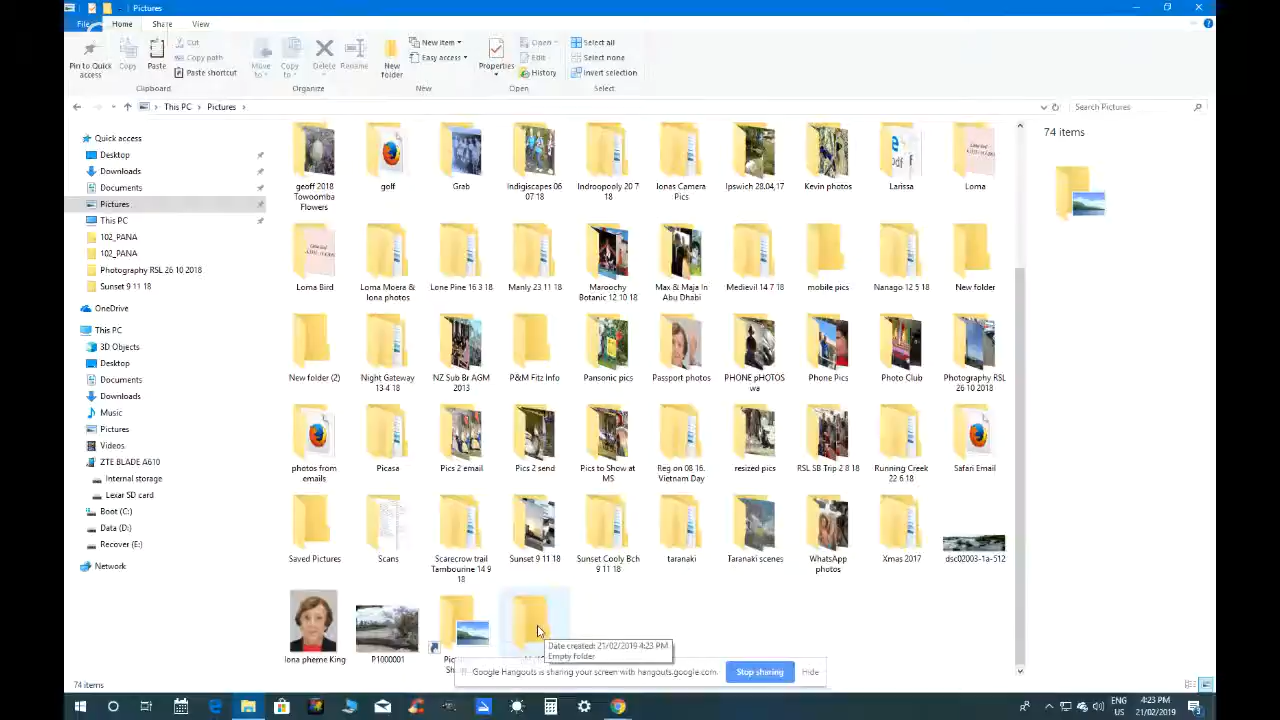 Pictures
File Home Share View
Pin to Quick access
Copy
Paste
Cut
Copy path
Paste shortcut
Move to
Copy to
Delete
Rename
New folder
New item
Easy access
Properties
Open
Edit
History
Select all
Select none
Invert selection
Clipboard
Organize
New
Open
Select
This PC
Pictures
Search Pictures
Quick access
Desktop
Downloads
Documents
Pictures
This PC
102_PANA
102_PANA
Photography RSL 26 10 2018
Sunset 9 11 18
OneDrive
This PC
3D Objects
Desktop
Documents
Downloads
Music
Pictures
Videos
ZTE BLADE A610
Internal storage
Lexar SD card
Boot (C:)
Data (D:)
Recover (E:)
Network
geoff 2018 Towoomba Flowers
golf
Grab
Indigiscapes 06 07 18
Indroopooly 20 7 18
Ionas Camera Pics
Ipswich 28.04,17
Kevin photos
Larissa
Loma
Loma Bird
Loma Moera & Iona photos
Lone Pine 16 3 18
Manly 23.11 18
Maroochy Botanic 12.10 18
Max & Maja In Abu Dhabi
Medievil 14 7 18
mobile pics
Nanago 12 5 18
New folder
New folder (2)
Night Gateway 13 4 18
NZ Sub Br AGM 2013
P&M Fitz Info
Pansonic pics
Passport photos
PHONE pHOTOS wa
Phone Pics
Photo Club
Photography RSL 26 10 2018
photos from emails
Picasa
Pics 2 email
Pics 2 send
Pics to Show at MS
Reg on 08 16. Vietnam Day
resized pics
RSL SB Trip 2 8 18
Running Creek 22 6 18
Safari Email
Saved Pictures
Scans
Scarecrow trail Tambourine 14 9 18
Sunset 9 11 18
Sunset Cooly Bch 9 11 18
taranaki
Taranaki scenes
WhatsApp photos
Xmas 2017
dsc02003-1a-512
Iona pheme King
P1000001
Date created: 21/02/2019 4:23 PM
Empty folder
Google Hangouts is sharing your screen with hangouts.google.com.
Stop sharing
Hide
74 items
74 items
ENG
US
4:23 PM
21/02/2019